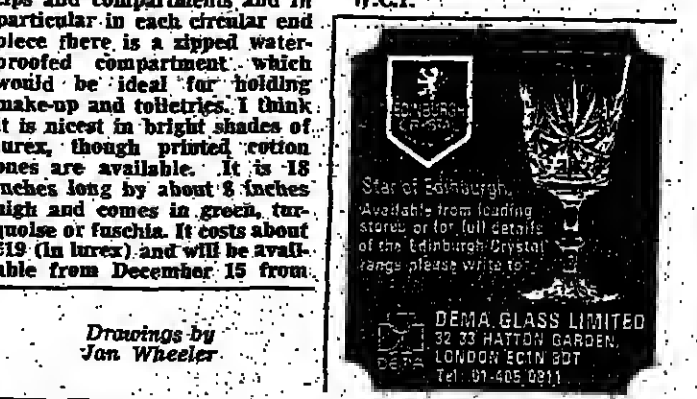 particular in each circular end
piece there is a zipped water-
proofed compartment which
would be ideal for holding
make-up and toiletries. I think
it is nicest in bright shades of
lurex, though printed cotton
ones are available. It is 18
inches long by about 8 inches
high and comes in green, tur-
quoise or fuschia. It costs about
£19 (in lurex) and will be avail-
able from December 15 from
Drawings by
Jan Wheeler
W.C.1.
EDINBURGH
CRYSTAL
Star of Edinburgh.
Available from leading
stores or for full details
of the Edinburgh Crystal
range please write to:
DEMA
DEMA GLASS LIMITED
32 33 HATTON GARDEN,
LONDON EC1N 8DT
Tel: 01-405 0811